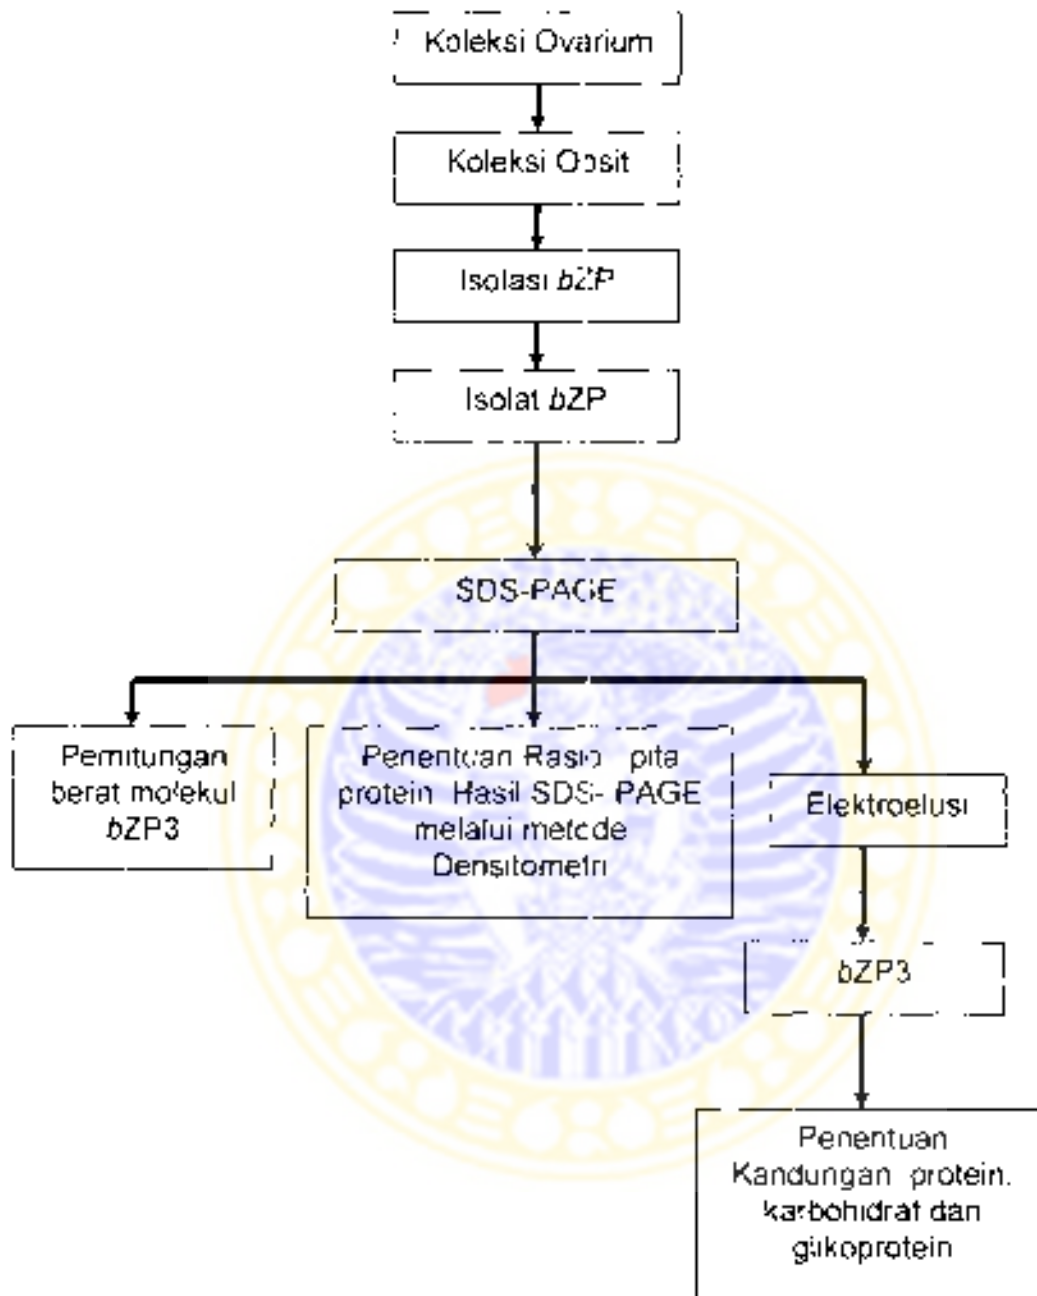 Koleksi Ovarium
Koleksi Oosit
Isolasi bZP
Isolat bZP
SDS-PAGE
Perhitungan
berat molekul
bZP3
Penentuan Rasio pita
protein Hasil SDS- PAGE
melalui metode
Densitometri
Elektroelusi
bZP3
Penentuan
Kandungan protein,
karbohidrat dan
glikoprotein